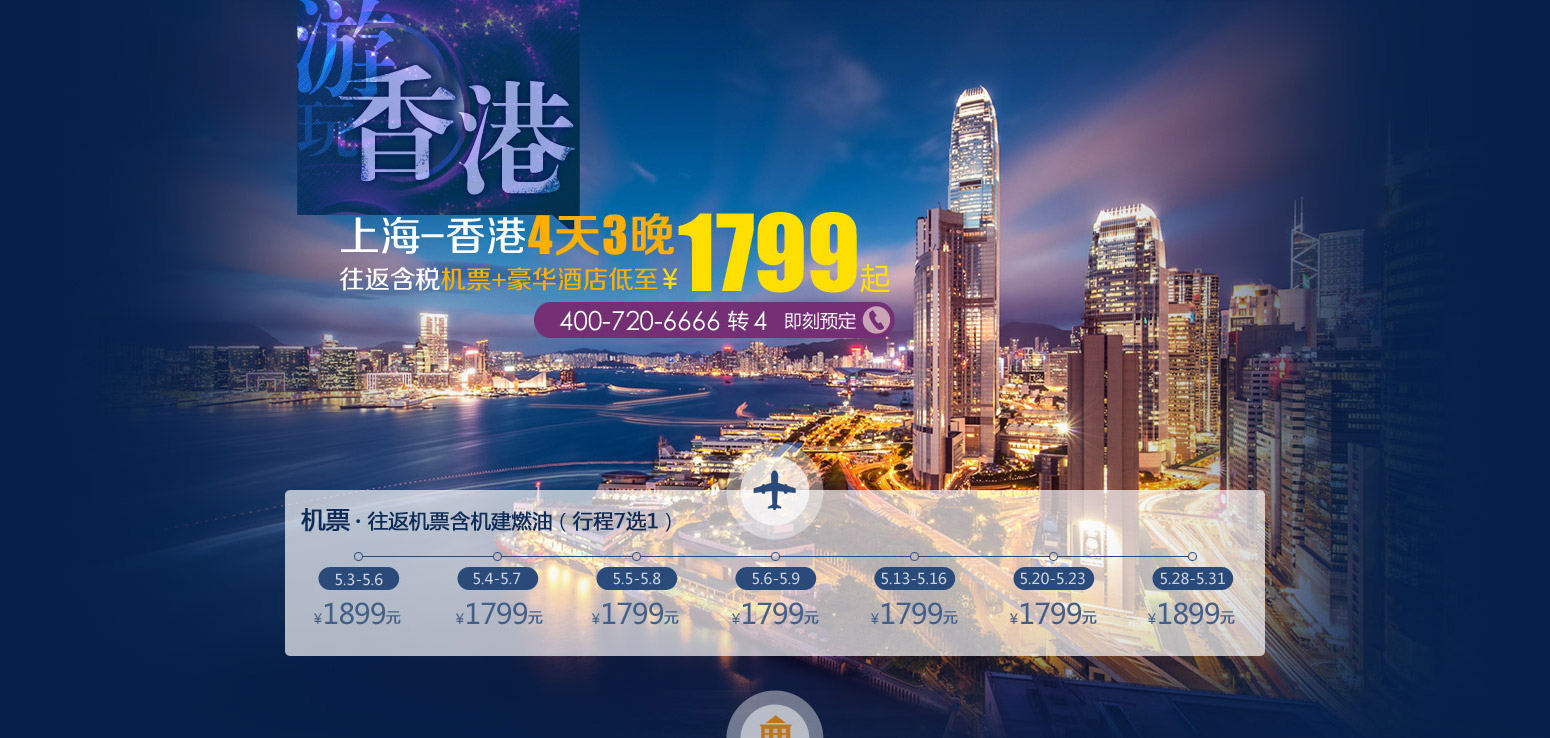 游玩
香港
上海-香港4天3晚
往返含税机票+豪华酒店低至¥1799起
400-720-6666 转 4 即刻预定
机票·往返机票含机建燃油（行程7选1）
5.3-5.6 5.4-5.7 5.5-5.8 5.6-5.9 5.13-5.16 5.20-5.23 5.28-5.31
¥1899元 ¥1799元 ¥1799元 ¥1799元 ¥1799元 ¥1799元 ¥1899元